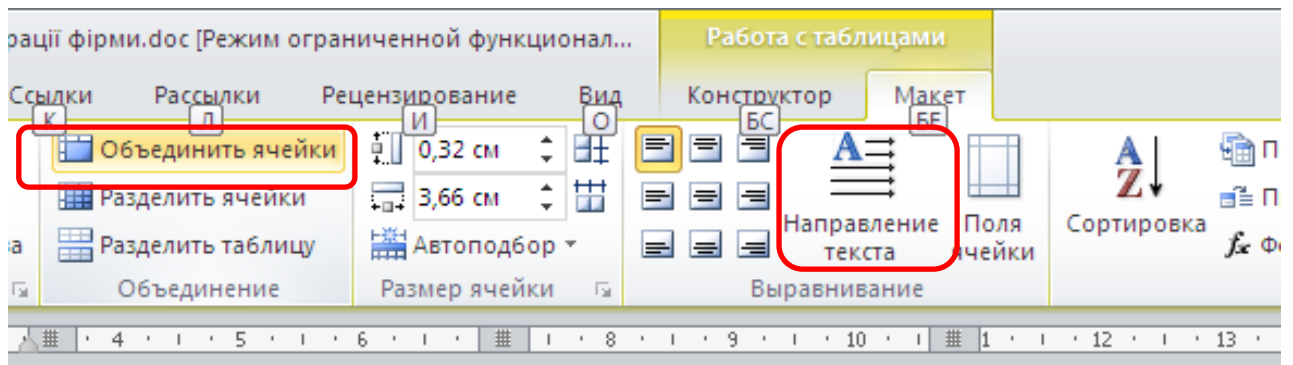 рації фірми.doc [Режим ограниченной функционал...
Работа с таблицами
Ссылки Рассылки Рецензирование Вид Конструктор Макет
К Л И О БС БЕ
Объединить ячейки 0,32 см
Разделить ячейки 3,66 см Направление текста Поля ячейки Сортировка
Разделить таблицу Автоподбор
Объединение Размер ячейки Выравнивание
4 5 6 8 9 10 1 12 13